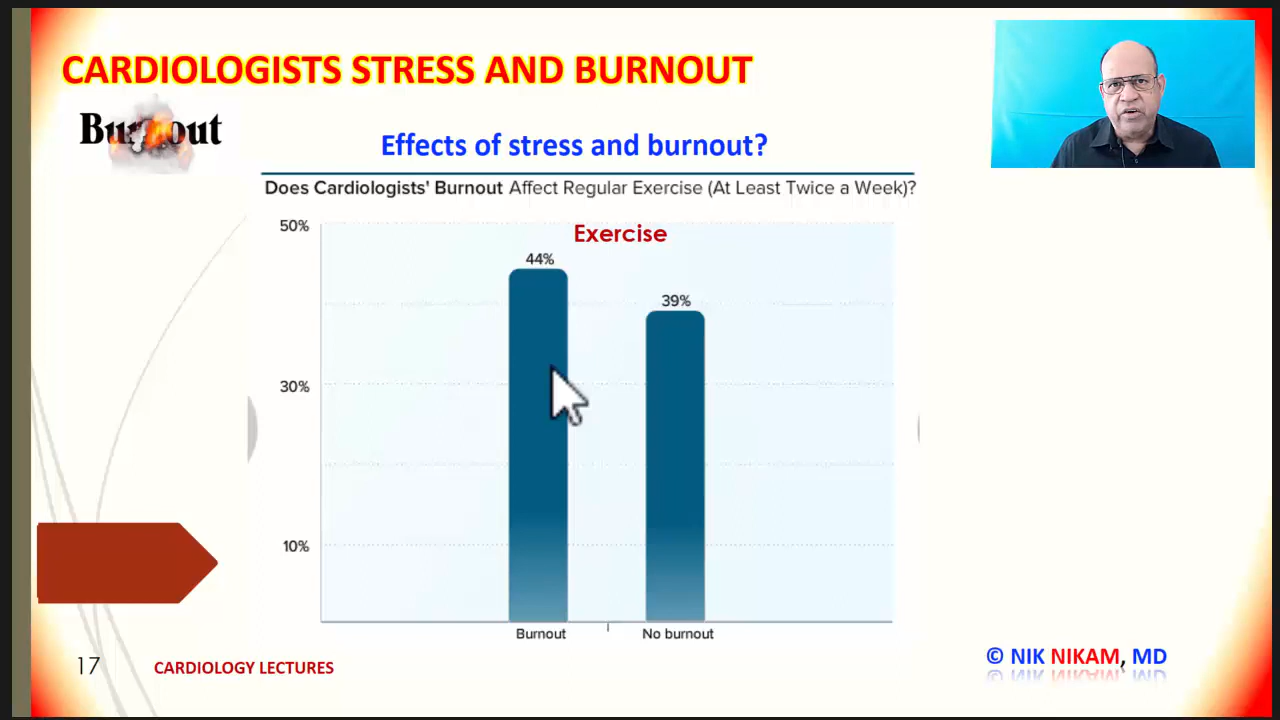 CARDIOLOGISTS STRESS AND BURNOUT
Burnout
Effects of stress and burnout?
Does Cardiologists' Burnout Affect Regular Exercise (At Least Twice a Week)?
50%
Exercise
44%
39%
30%
10%
Burnout
No burnout
17
CARDIOLOGY LECTURES
© NIK NIKAM, MD